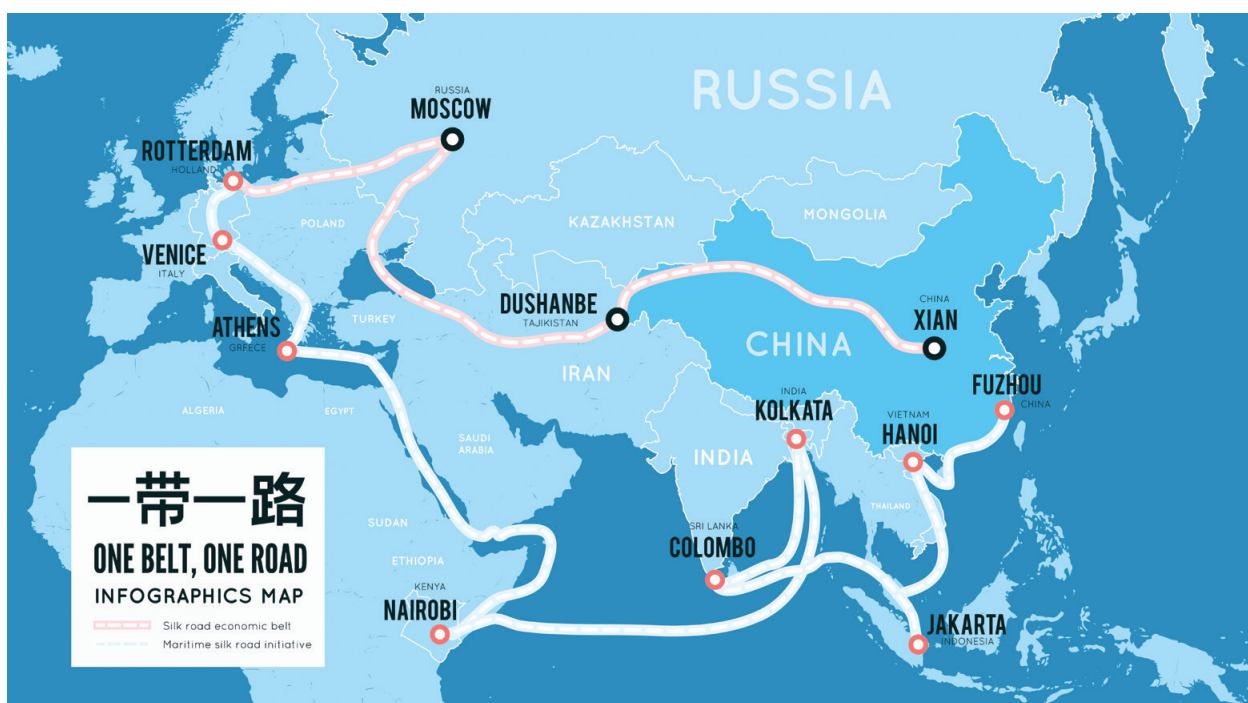 RUSSIA
RUSSIA
MOSCOW
ROTTERDAM
HOLLAND
POLAND
KAZAKHSTAN
MONGOLIA
VENICE
ITALY
DUSHANBE
TAJIKISTAN
CHINA
XIAN
ATHENS
GREECE
TURKEY
CHINA
IRAN
FUZHOU
CHINA
INDIA
KOLKATA
VIETNAM
HANOI
ALGERIA
EGYPT
SAUDI
ARABIA
INDIA
THAILAND
SUDAN
ETHIOPIA
SRI LANKA
COLOMBO
KENYA
NAIROBI
JAKARTA
INDONESIA
一带一路
ONE BELT, ONE ROAD
INFOGRAPHICS MAP
Silk road economic belt
Maritime silk road initiative